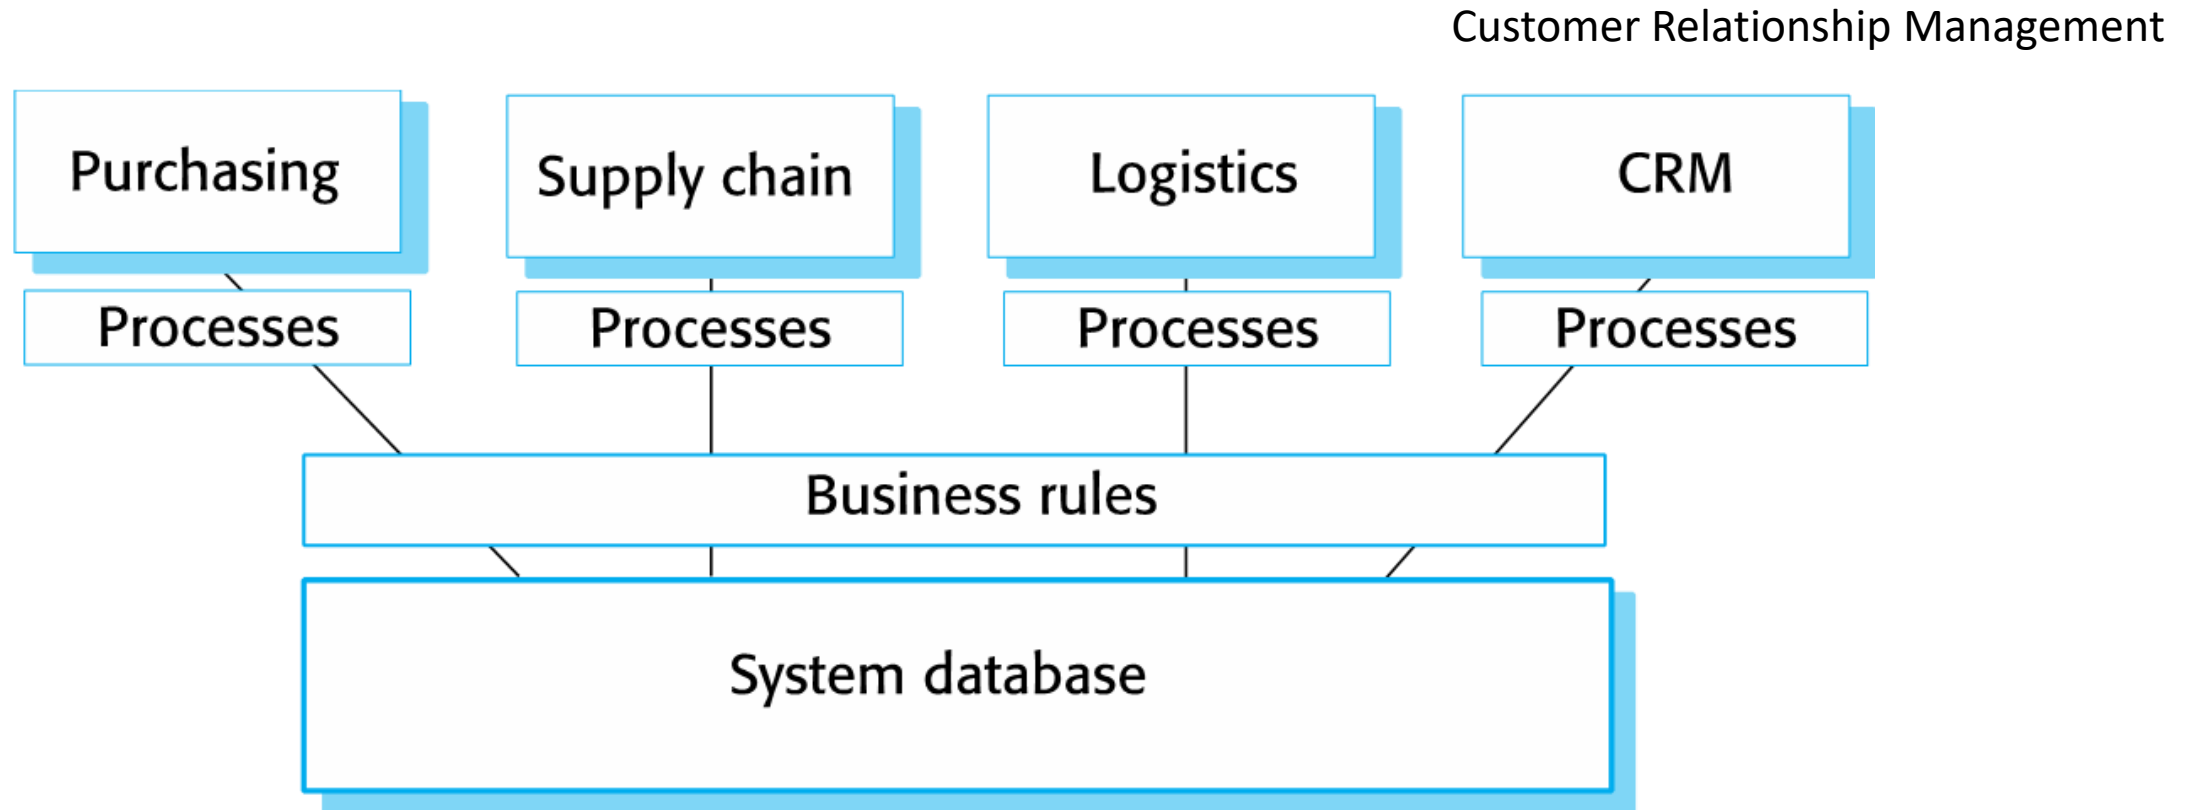 Customer Relationship Management
Purchasing
Supply chain
Logistics
CRM
Processes
Processes
Processes
Processes
Business rules
System database